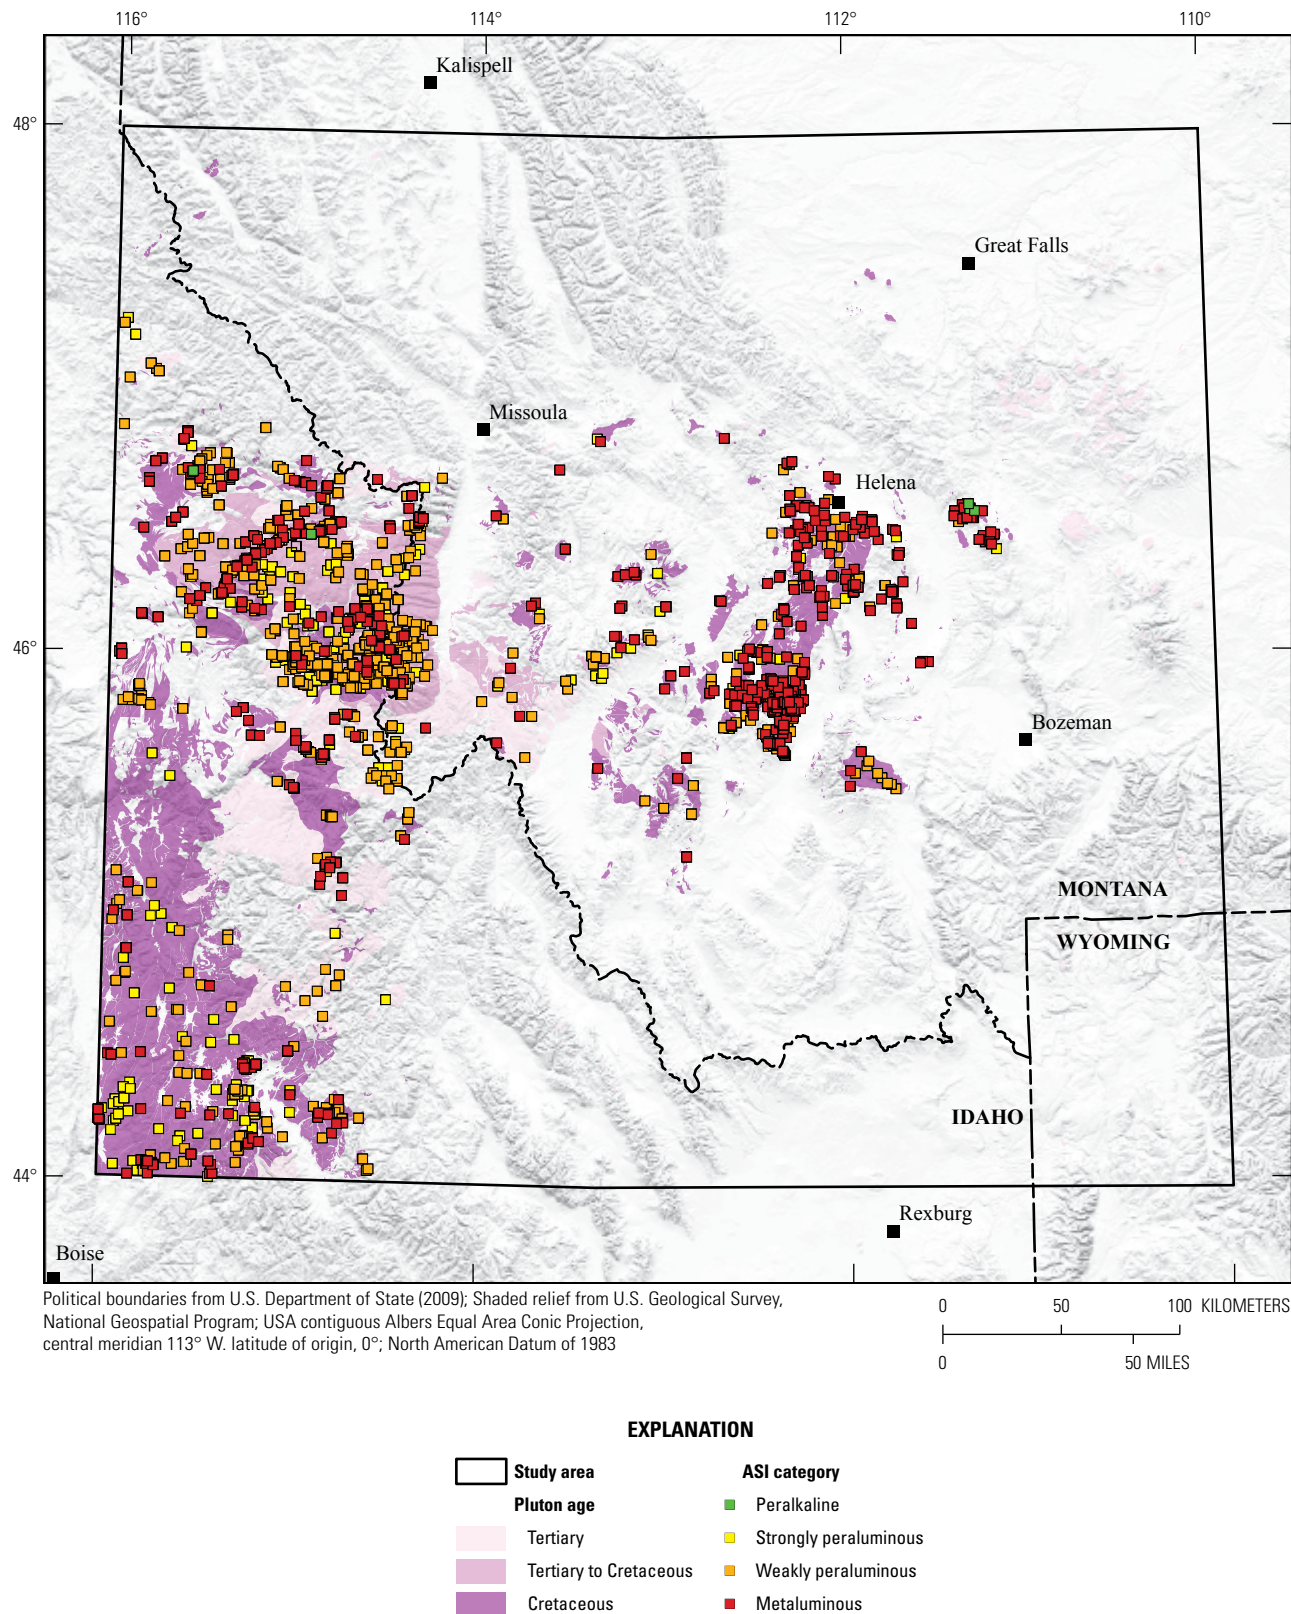 116° 114° 112° 110°
Kalispell
48°
Great Falls
Missoula
Helena
46°
Bozeman
MONTANA
WYOMING
IDAHO
44°
Rexburg
Boise
Political boundaries from U.S. Department of State (2009); Shaded relief from U.S. Geological Survey,
National Geospatial Program; USA contiguous Albers Equal Area Conic Projection,
central meridian 113° W. latitude of origin, 0°; North American Datum of 1983
0 50 100 KILOMETERS
0 50 MILES
EXPLANATION
Study area
Pluton age
Tertiary
Tertiary to Cretaceous
Cretaceous
ASI category
Peralkaline
Strongly peraluminous
Weakly peraluminous
Metaluminous